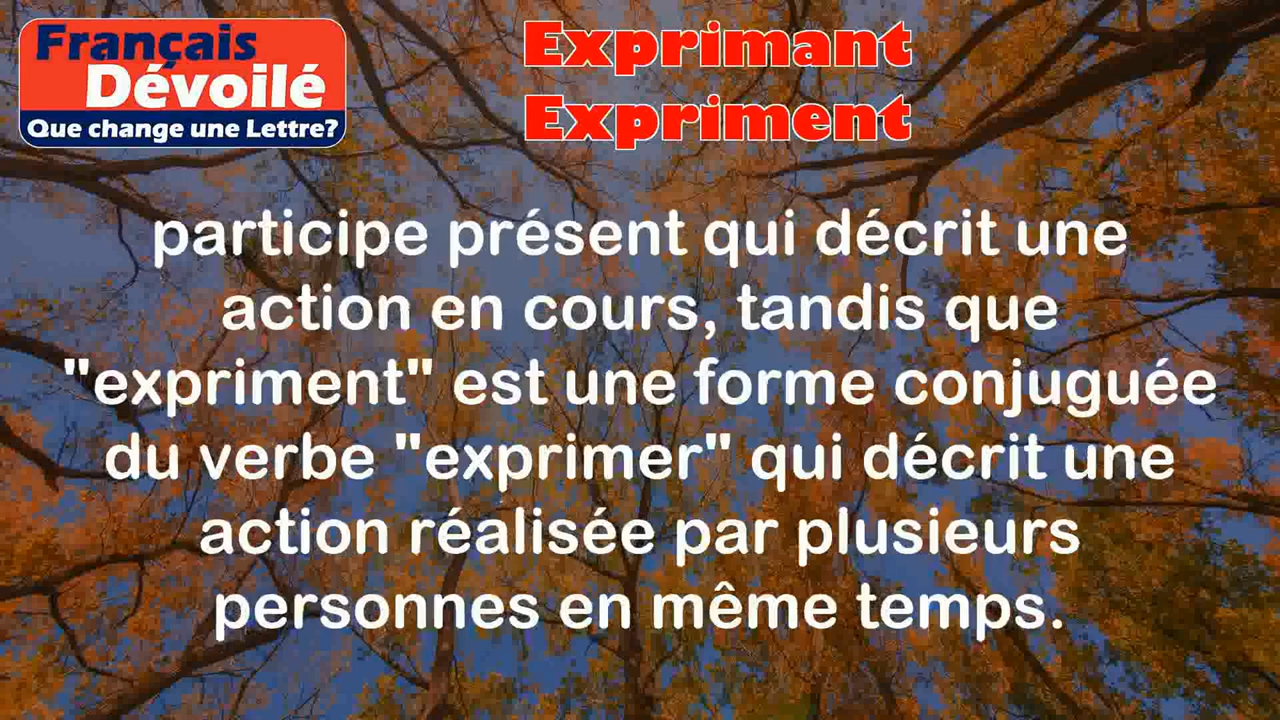 Français
Dévoilé
Que change une Lettre?
Exprimant
Expriment
participe présent qui décrit une
action en cours, tandis que
"expriment" est une forme conjuguée
du verbe "exprimer" qui décrit une
action réalisée par plusieurs
personnes en même temps.